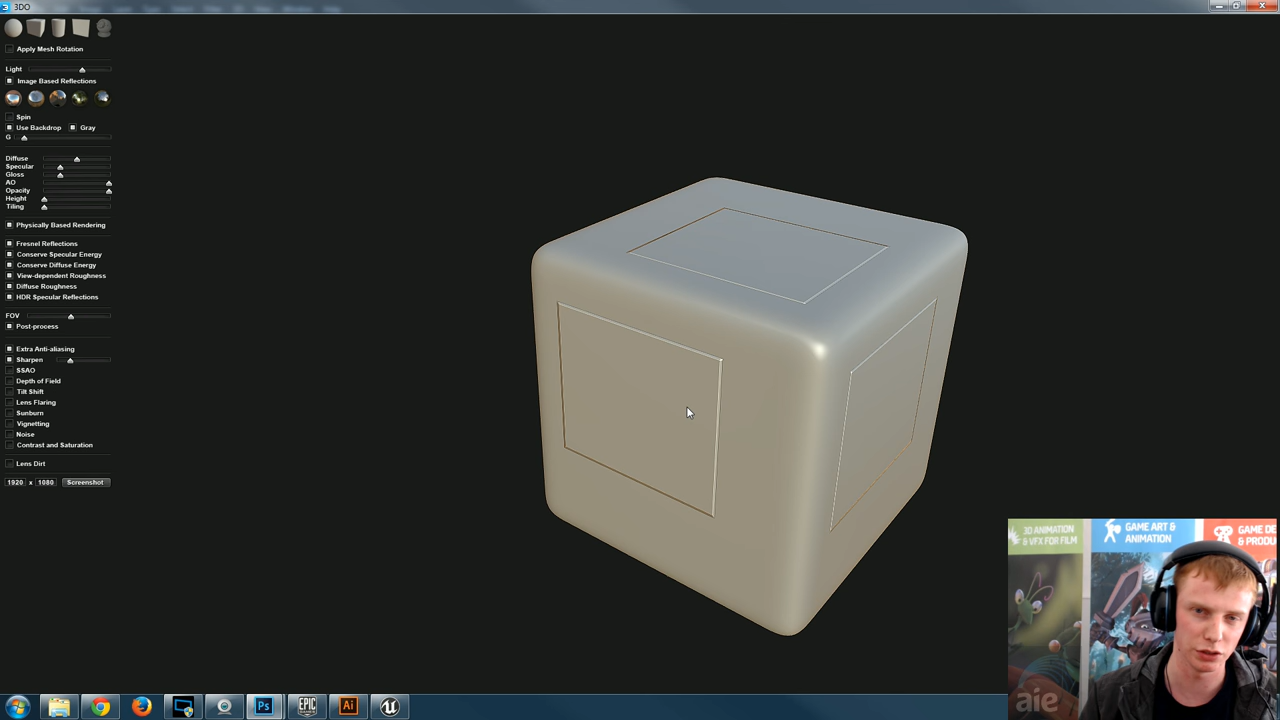 3DO
Apply Mesh Rotation
Light
Image Based Reflections
Spin
Use Backdrop Gray
G
Diffuse
Specular
Gloss
AO
Opacity
Height
Tiling
Physically Based Rendering
Fresnel Reflections
Conserve Specular Energy
Conserve Diffuse Energy
View-dependent Roughness
Diffuse Roughness
HDR Specular Reflections
FOV
Post-process
Extra Anti-aliasing
Sharpen
SSAO
Depth of Field
Tilt Shift
Lens Flaring
Sunburn
Vignetting
Noise
Contrast and Saturation
Lens Dirt
1920 x 1080 Screenshot
3D ANIMATION
& VFX FOR FILM
GAME ART &
ANIMATION
GAME DE
& PRODU
aie
Ps
EPIC
GAMES
Ai